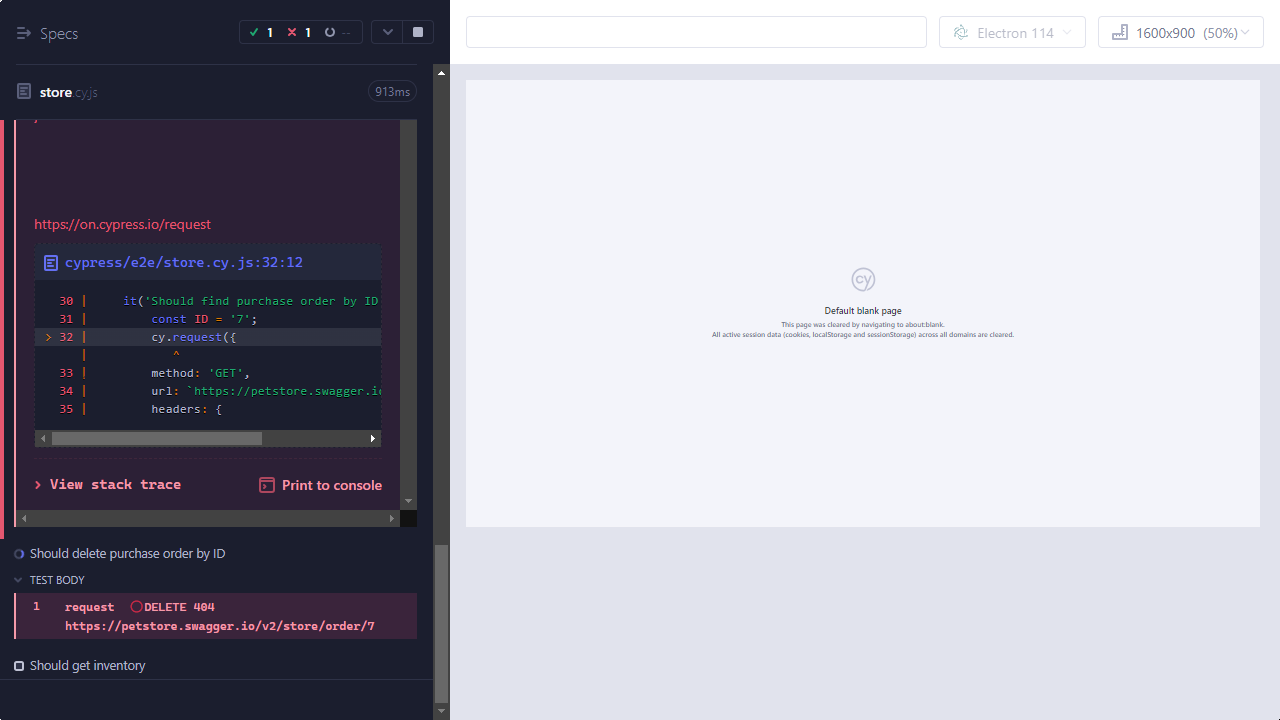 Specs
1
1
--
Electron 114
1600x900 (50%)
store.cy.js
913ms
https://on.cypress.io/request
cypress/e2e/store.cy.js:32:12
30 | it('Should find purchase order by ID
31 | const ID = '7';
> 32 | cy.request({
| ^
33 | method: 'GET',
34 | url: `https://petstore.swagger.io
35 | headers: {
View stack trace
Print to console
Should delete purchase order by ID
TEST BODY
1 request DELETE 404
https://petstore.swagger.io/v2/store/order/7
Should get inventory
cy
Default blank page
This page was cleared by navigating to about:blank.
All active session data (cookies, localStorage and sessionStorage) across all domains are cleared.